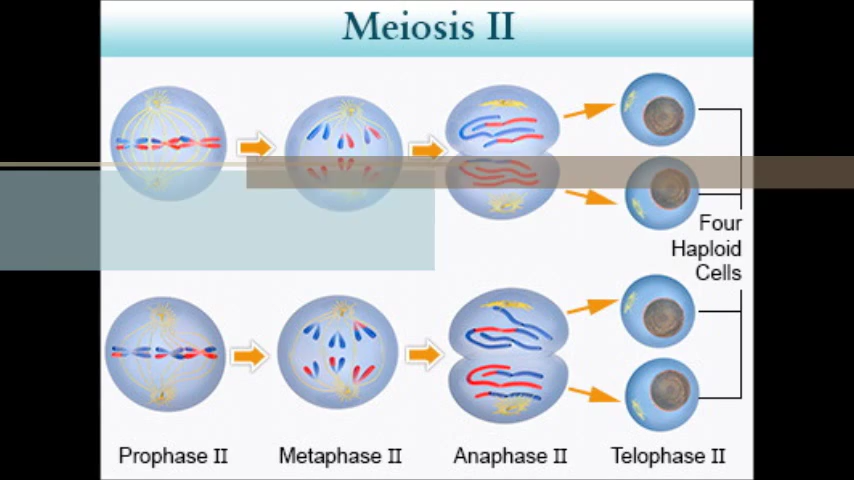 Meiosis II
Four
Haploid
Cells
Prophase II
Metaphase II
Anaphase II
Telophase II